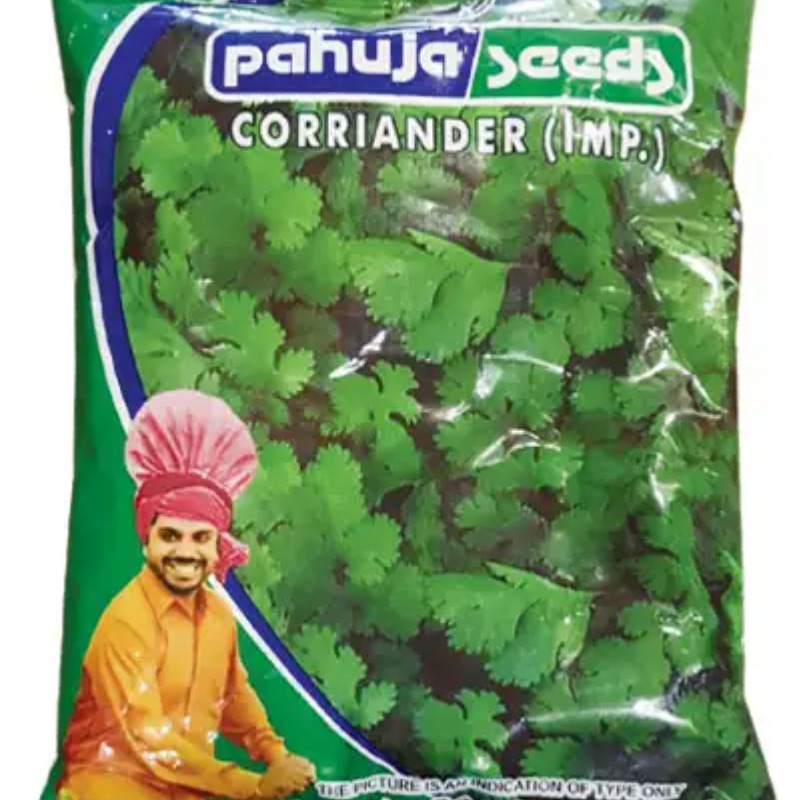 pahuja seeds
CORRIANDER (IMP.)
THE PICTURE IS AN INDICATION OF TYPE ONLY